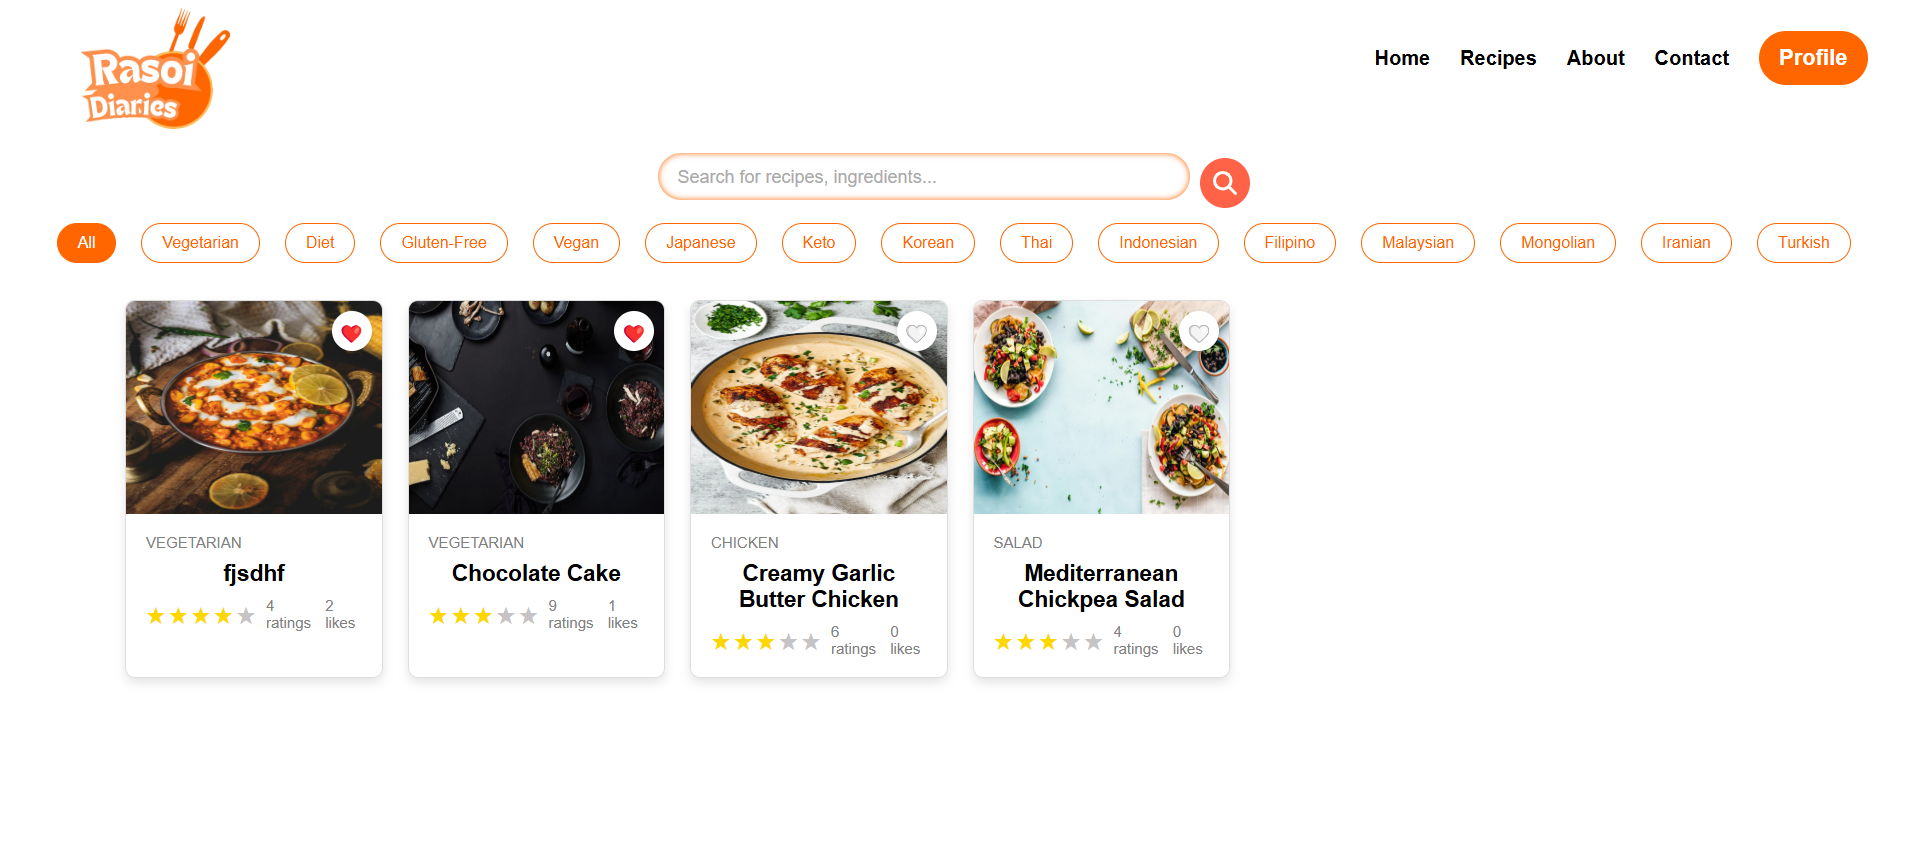 Rasoi
Diaries
Home Recipes About Contact Profile
Search for recipes, ingredients...
All Vegetarian Diet Gluten-Free Vegan Japanese Keto Korean Thai Indonesian Filipino Malaysian Mongolian Iranian Turkish
VEGETARIAN
fjsdhf
4
ratings
2
likes
VEGETARIAN
Chocolate Cake
9
ratings
1
likes
CHICKEN
Creamy Garlic
Butter Chicken
6
ratings
0
likes
SALAD
Mediterranean
Chickpea Salad
4
ratings
0
likes